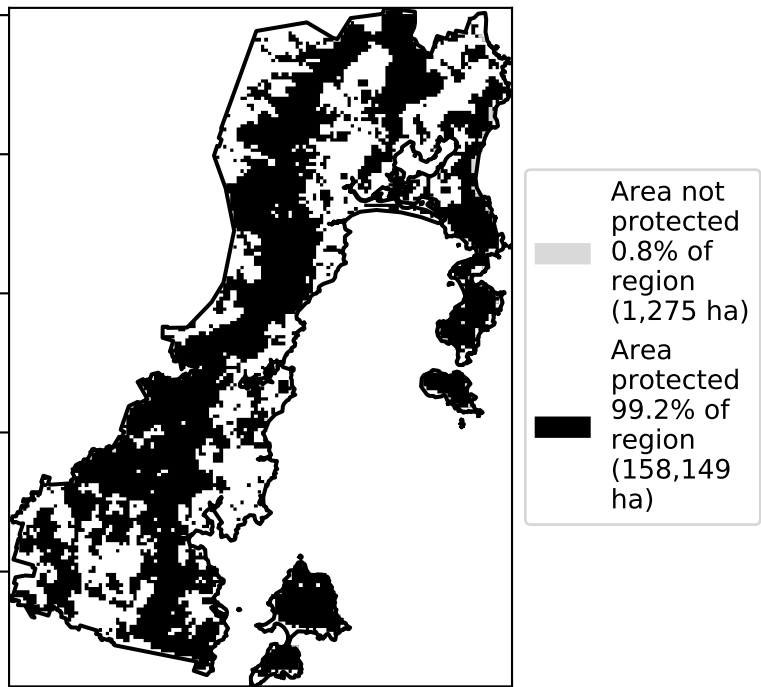 Area not
protected
0.8% of
region
(1,275 ha)
Area
protected
99.2% of
region
(158,149
ha)